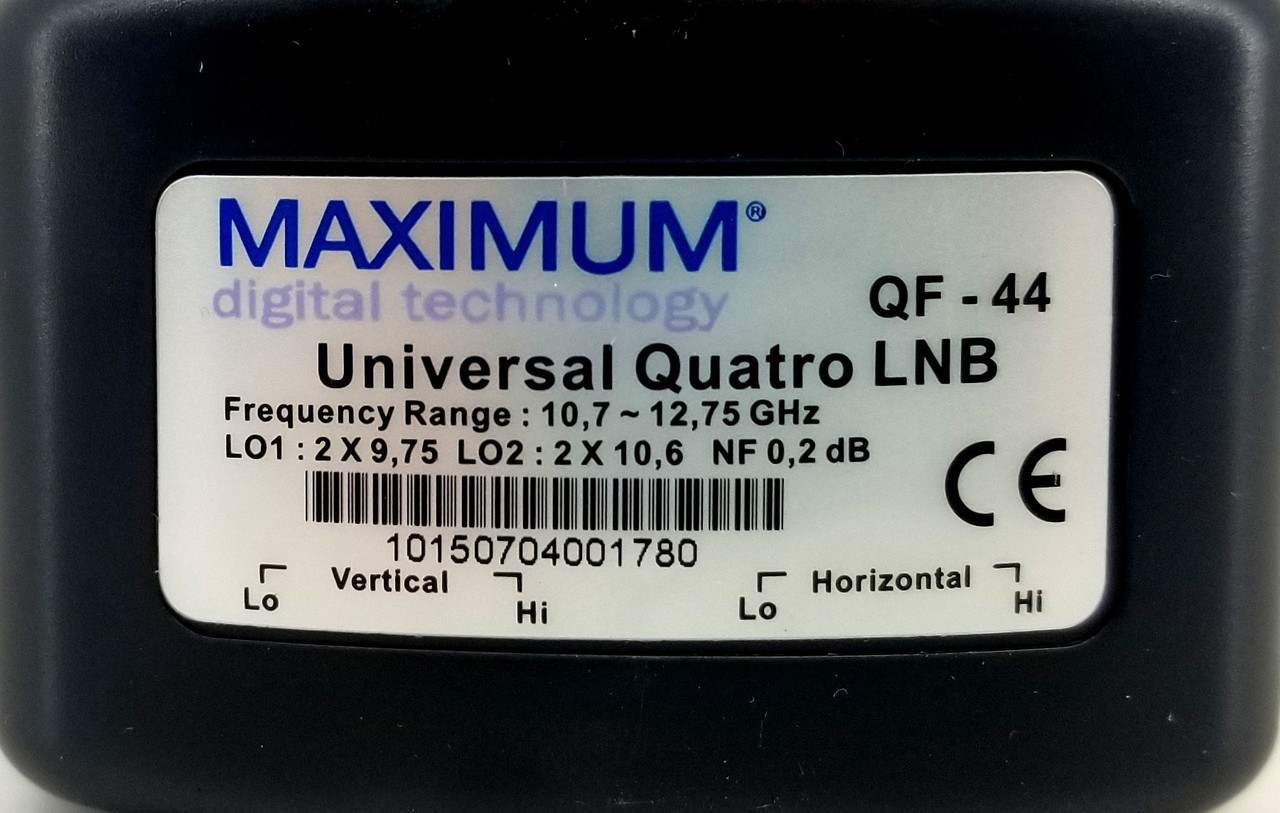 MAXIMUM®
digital technology
QF - 44
Universal Quatro LNB
Frequency Range : 10,7 ~ 12,75 GHz
LO1 : 2 X 9,75 LO2 : 2 X 10,6 NF 0,2 dB
CE
10150704001780
Vertical Horizontal
Lo Hi Lo Hi